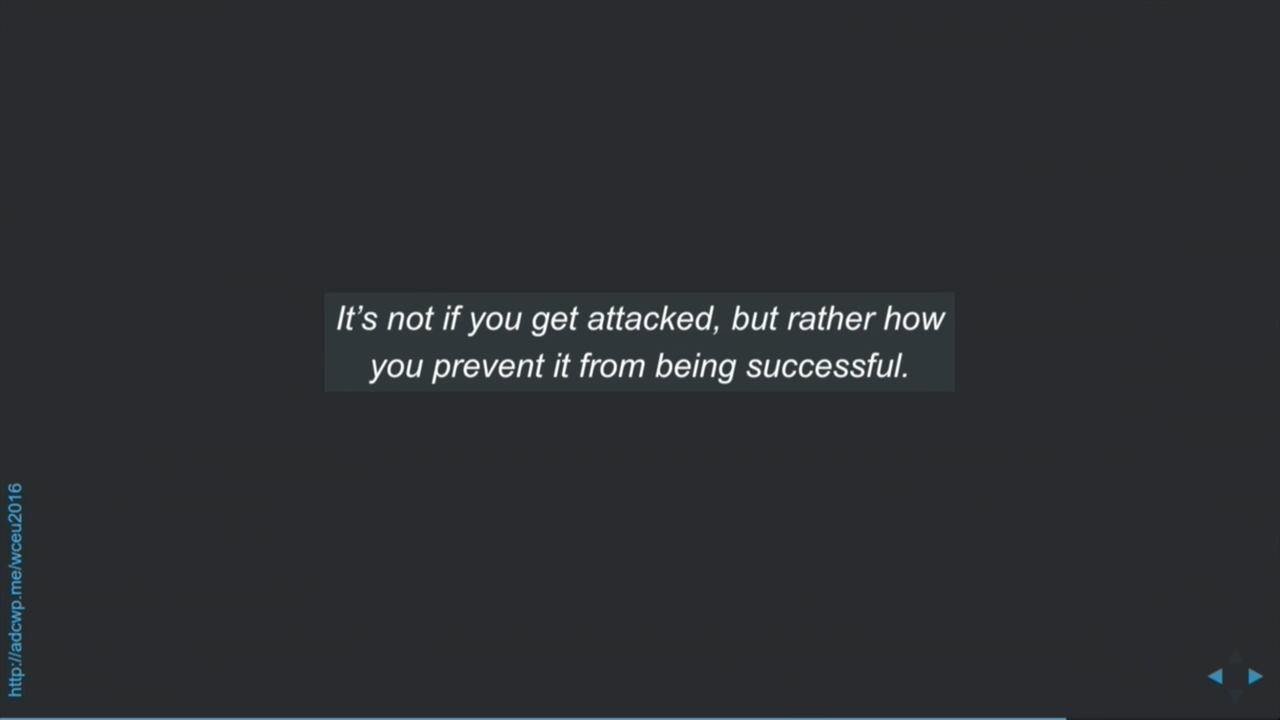 It’s not if you get attacked, but rather how
you prevent it from being successful.
http://adcwp.me/wceu2016